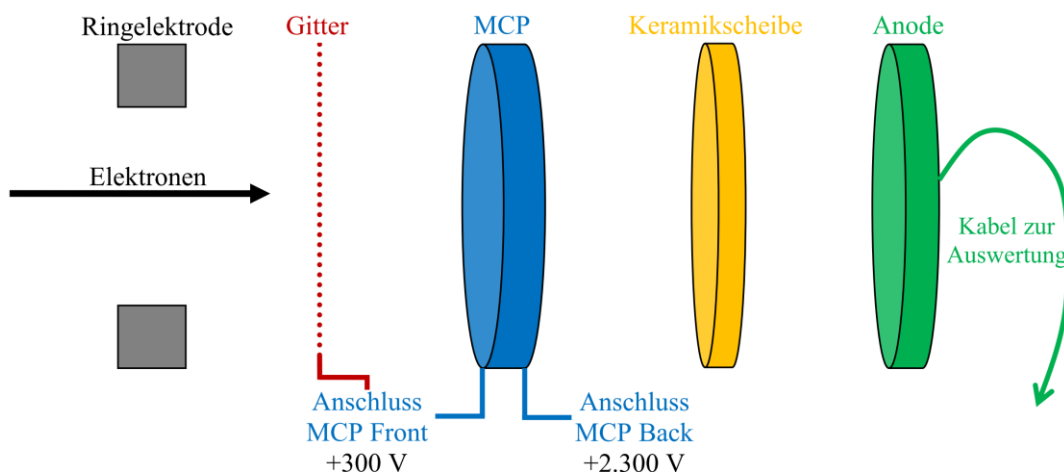 Ringelektrode
Gitter
MCP
Keramikscheibe
Anode
Elektronen
Kabel zur
Auswertung
Anschluss
MCP Front
+300 V
Anschluss
MCP Back
+2.300 V